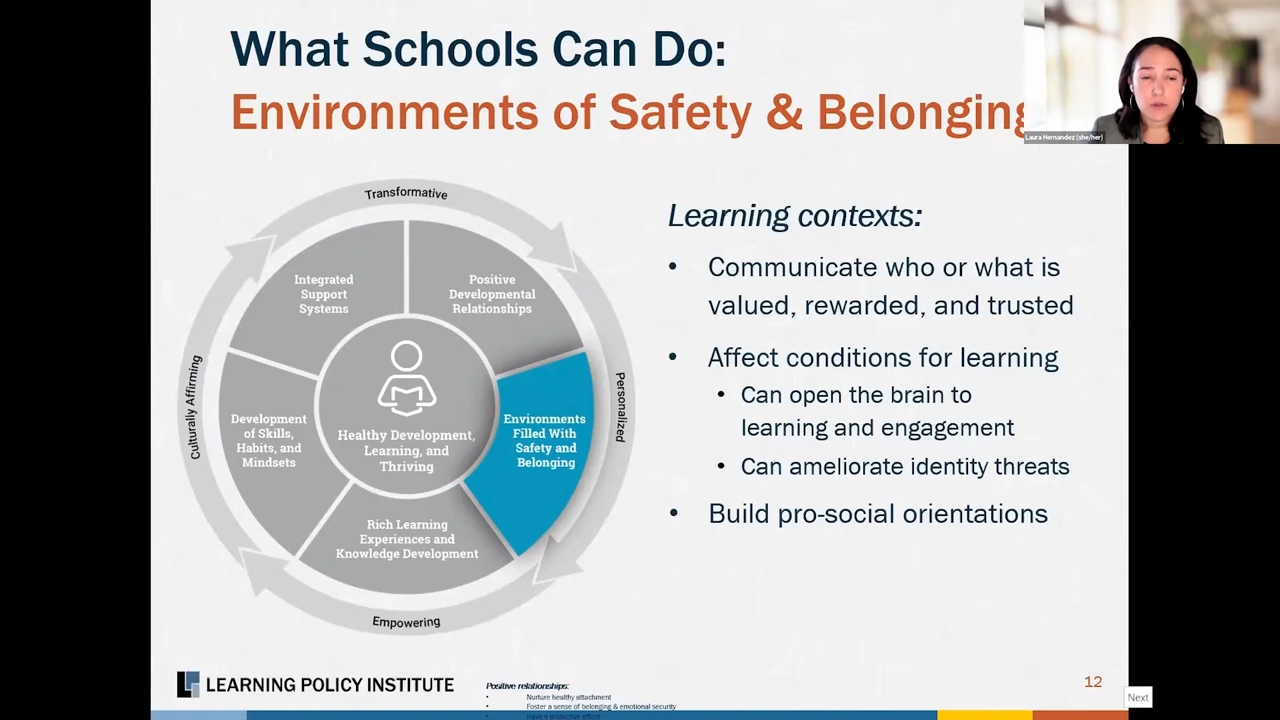 What Schools Can Do:
Environments of Safety & Belonging
Laura Hernandez (she/her)
Transformative
Integrated
Support
Systems
Positive
Developmental
Relationships
Culturally Affirming
Personalized
Development
of Skills,
Habits, and
Mindsets
Healthy Development,
Learning, and
Thriving
Environments
Filled With
Safety and
Belonging
Rich Learning
Experiences and
Knowledge Development
Empowering
Learning contexts:
• Communicate who or what is
valued, rewarded, and trusted
• Affect conditions for learning
• Can open the brain to
learning and engagement
• Can ameliorate identity threats
• Build pro-social orientations
LEARNING POLICY INSTITUTE
Positive relationships:
• Nurture healthy attachment
• Foster a sense of belonging & emotional security
• Have a protective effect
12
Next